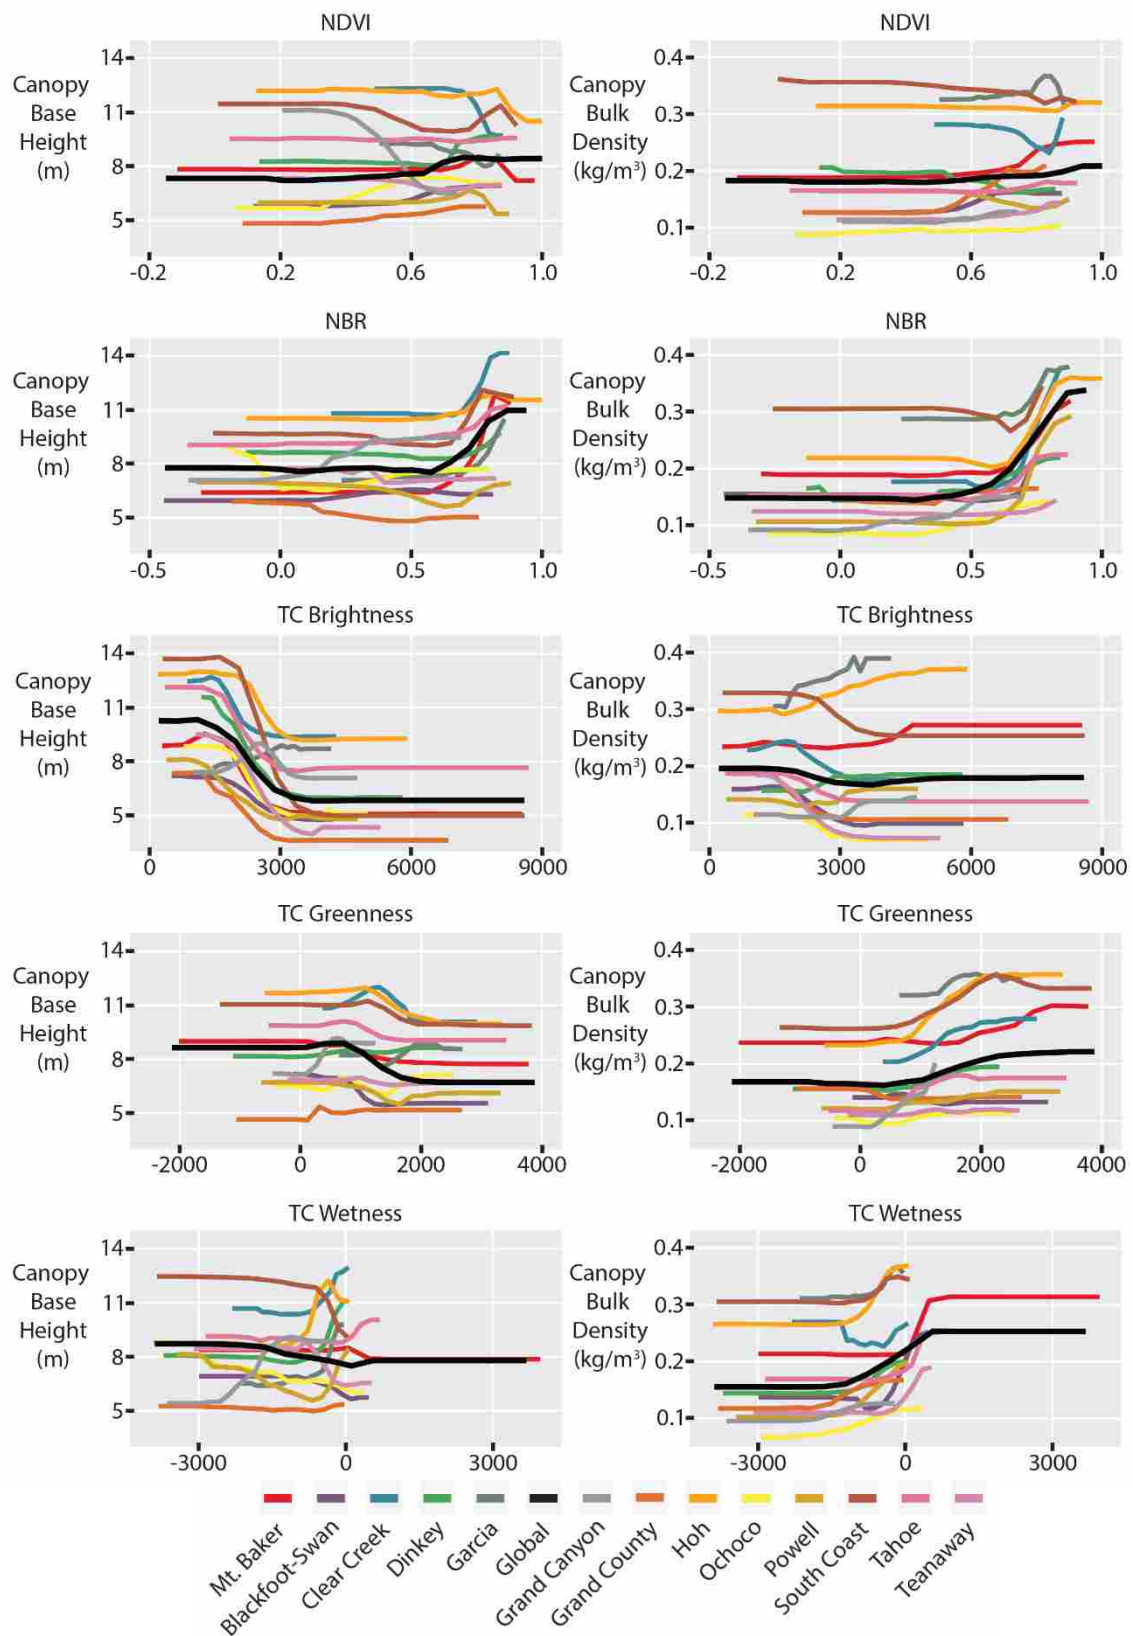 NDVI
14
11
8
5
Canopy
Base
Height
(m)
-0.2 0.2 0.6 1.0
NDVI
0.4
0.3
0.2
0.1
Canopy
Bulk
Density
(kg/m³)
-0.2 0.2 0.6 1.0
NBR
14
11
8
5
Canopy
Base
Height
(m)
-0.5 0.0 0.5 1.0
NBR
0.4
0.3
0.2
0.1
Canopy
Bulk
Density
(kg/m³)
-0.5 0.0 0.5 1.0
TC Brightness
14
11
8
5
Canopy
Base
Height
(m)
0 3000 6000 9000
TC Brightness
0.4
0.3
0.2
0.1
Canopy
Bulk
Density
(kg/m³)
0 3000 6000 9000
TC Greenness
14
11
8
5
Canopy
Base
Height
(m)
-2000 0 2000 4000
TC Greenness
0.4
0.3
0.2
0.1
Canopy
Bulk
Density
(kg/m³)
-2000 0 2000 4000
TC Wetness
14
11
8
5
Canopy
Base
Height
(m)
-3000 0 3000
TC Wetness
0.4
0.3
0.2
0.1
Canopy
Bulk
Density
(kg/m³)
-3000 0 3000
Mt. Baker
Blackfoot-Swan
Clear Creek
Dinkey
Garcia
Global
Grand Canyon
Grand County
Hoh
Ochoco
Powell
South Coast
Tahoe
Teanaway